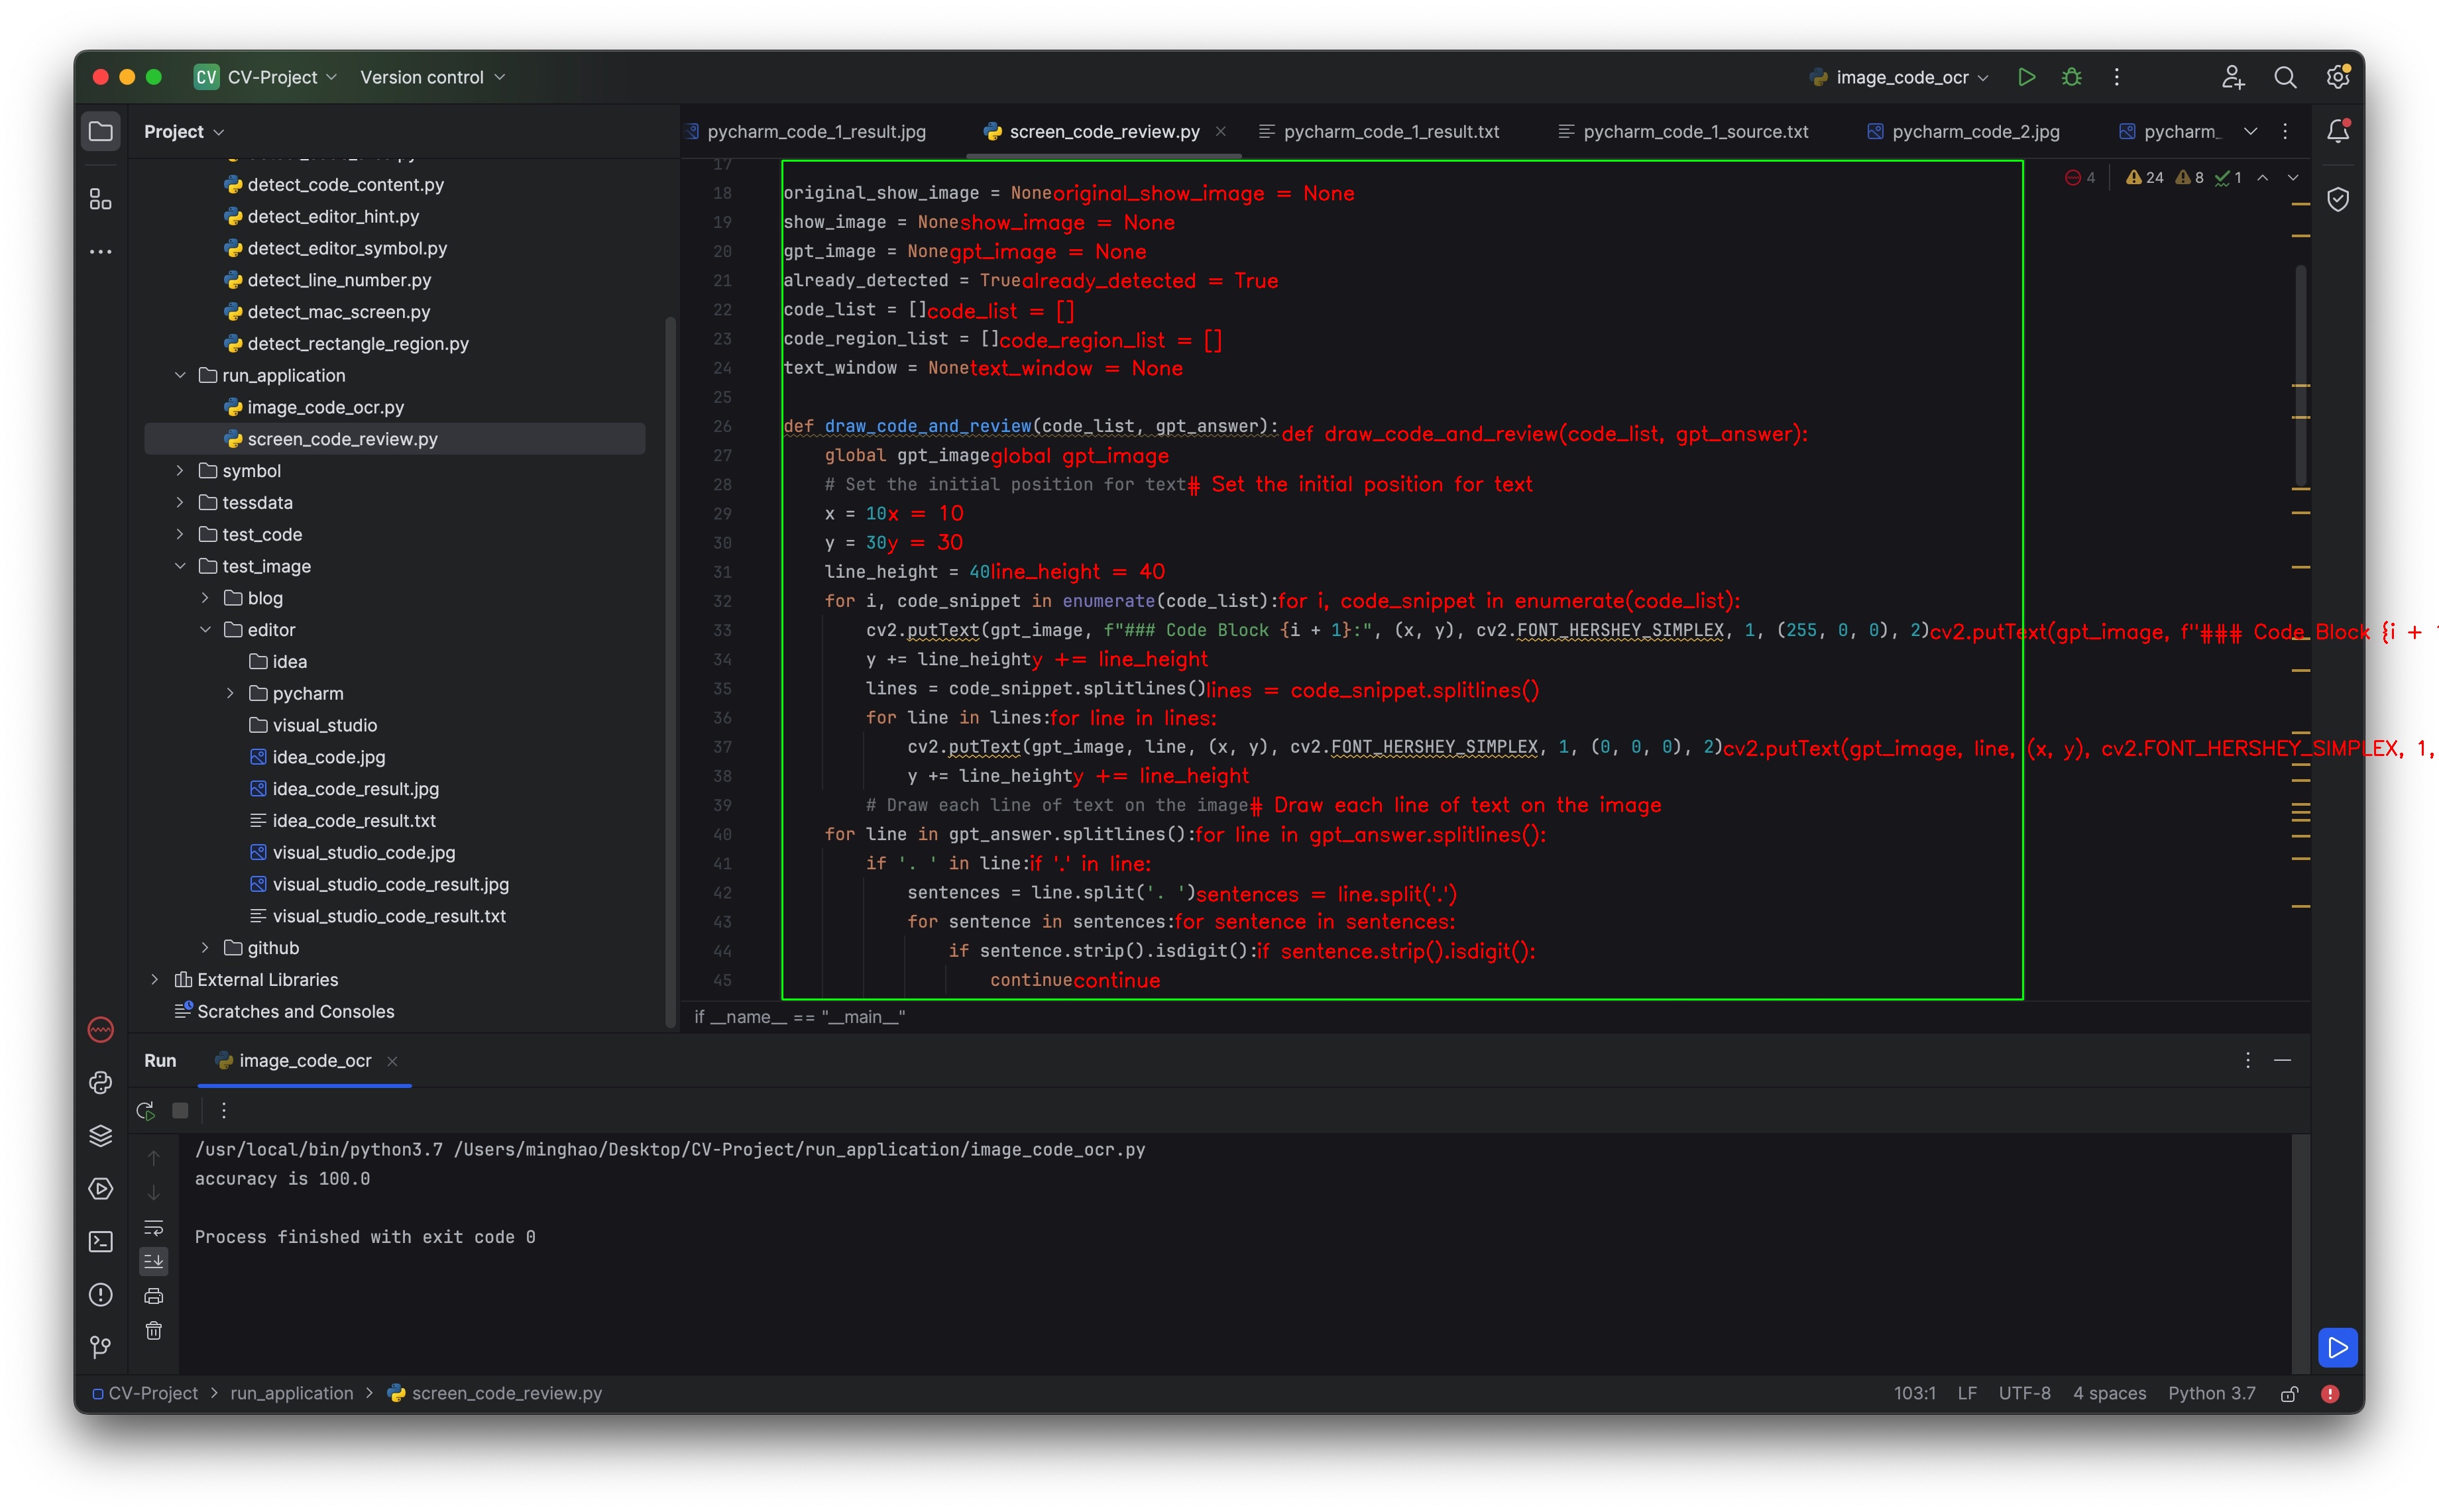 CV CV-Project Version control image_code_ocr
Project
pycharm_code_1_result.jpg screen_code_review.py pycharm_code_1_result.txt pycharm_code_1_source.txt pycharm_code_2.jpg pycharm_
detect_code_content.py
detect_editor_hint.py
detect_editor_symbol.py
detect_line_number.py
detect_mac_screen.py
detect_rectangle_region.py
run_application
image_code_ocr.py
screen_code_review.py
symbol
tessdata
test_code
test_image
blog
editor
idea
pycharm
visual_studio
idea_code.jpg
idea_code_result.jpg
idea_code_result.txt
visual_studio_code.jpg
visual_studio_code_result.jpg
visual_studio_code_result.txt
github
External Libraries
Scratches and Consoles
4 24 8 1
17
18 original_show_image = Noneoriginal_show_image = None
19 show_image = Noneshow_image = None
20 gpt_image = Nonegpt_image = None
21 already_detected = Truealready_detected = True
22 code_list = []code_list = []
23 code_region_list = []code_region_list = []
24 text_window = Nonetext_window = None
25
26 def draw_code_and_review(code_list, gpt_answer):def draw_code_and_review(code_list, gpt_answer):
27 global gpt_imageglobal gpt_image
28 # Set the initial position for text# Set the initial position for text
29 x = 10x = 10
30 y = 30y = 30
31 line_height = 40line_height = 40
32 for i, code_snippet in enumerate(code_list):for i, code_snippet in enumerate(code_list):
33 cv2.putText(gpt_image, f"### Code Block {i + 1}:", (x, y), cv2.FONT_HERSHEY_SIMPLEX, 1, (255, 0, 0), 2)cv2.putText(gpt_image, f"### Code Block {i +
34 y += line_heighty += line_height
35 lines = code_snippet.splitlines()lines = code_snippet.splitlines()
36 for line in lines:for line in lines:
37 cv2.putText(gpt_image, line, (x, y), cv2.FONT_HERSHEY_SIMPLEX, 1, (0, 0, 0), 2)cv2.putText(gpt_image, line, (x, y), cv2.FONT_HERSHEY_SIMPLEX, 1,
38 y += line_heighty += line_height
39 # Draw each line of text on the image# Draw each line of text on the image
40 for line in gpt_answer.splitlines():for line in gpt_answer.splitlines():
41 if '. ' in line:if '.' in line:
42 sentences = line.split('. ')sentences = line.split('.')
43 for sentence in sentences:for sentence in sentences:
44 if sentence.strip().isdigit():if sentence.strip().isdigit():
45 continuecontinue
if __name__ == "__main__"
Run image_code_ocr
/usr/local/bin/python3.7 /Users/minghao/Desktop/CV-Project/run_application/image_code_ocr.py
accuracy is 100.0
Process finished with exit code 0
CV-Project > run_application > screen_code_review.py 103:1 LF UTF-8 4 spaces Python 3.7